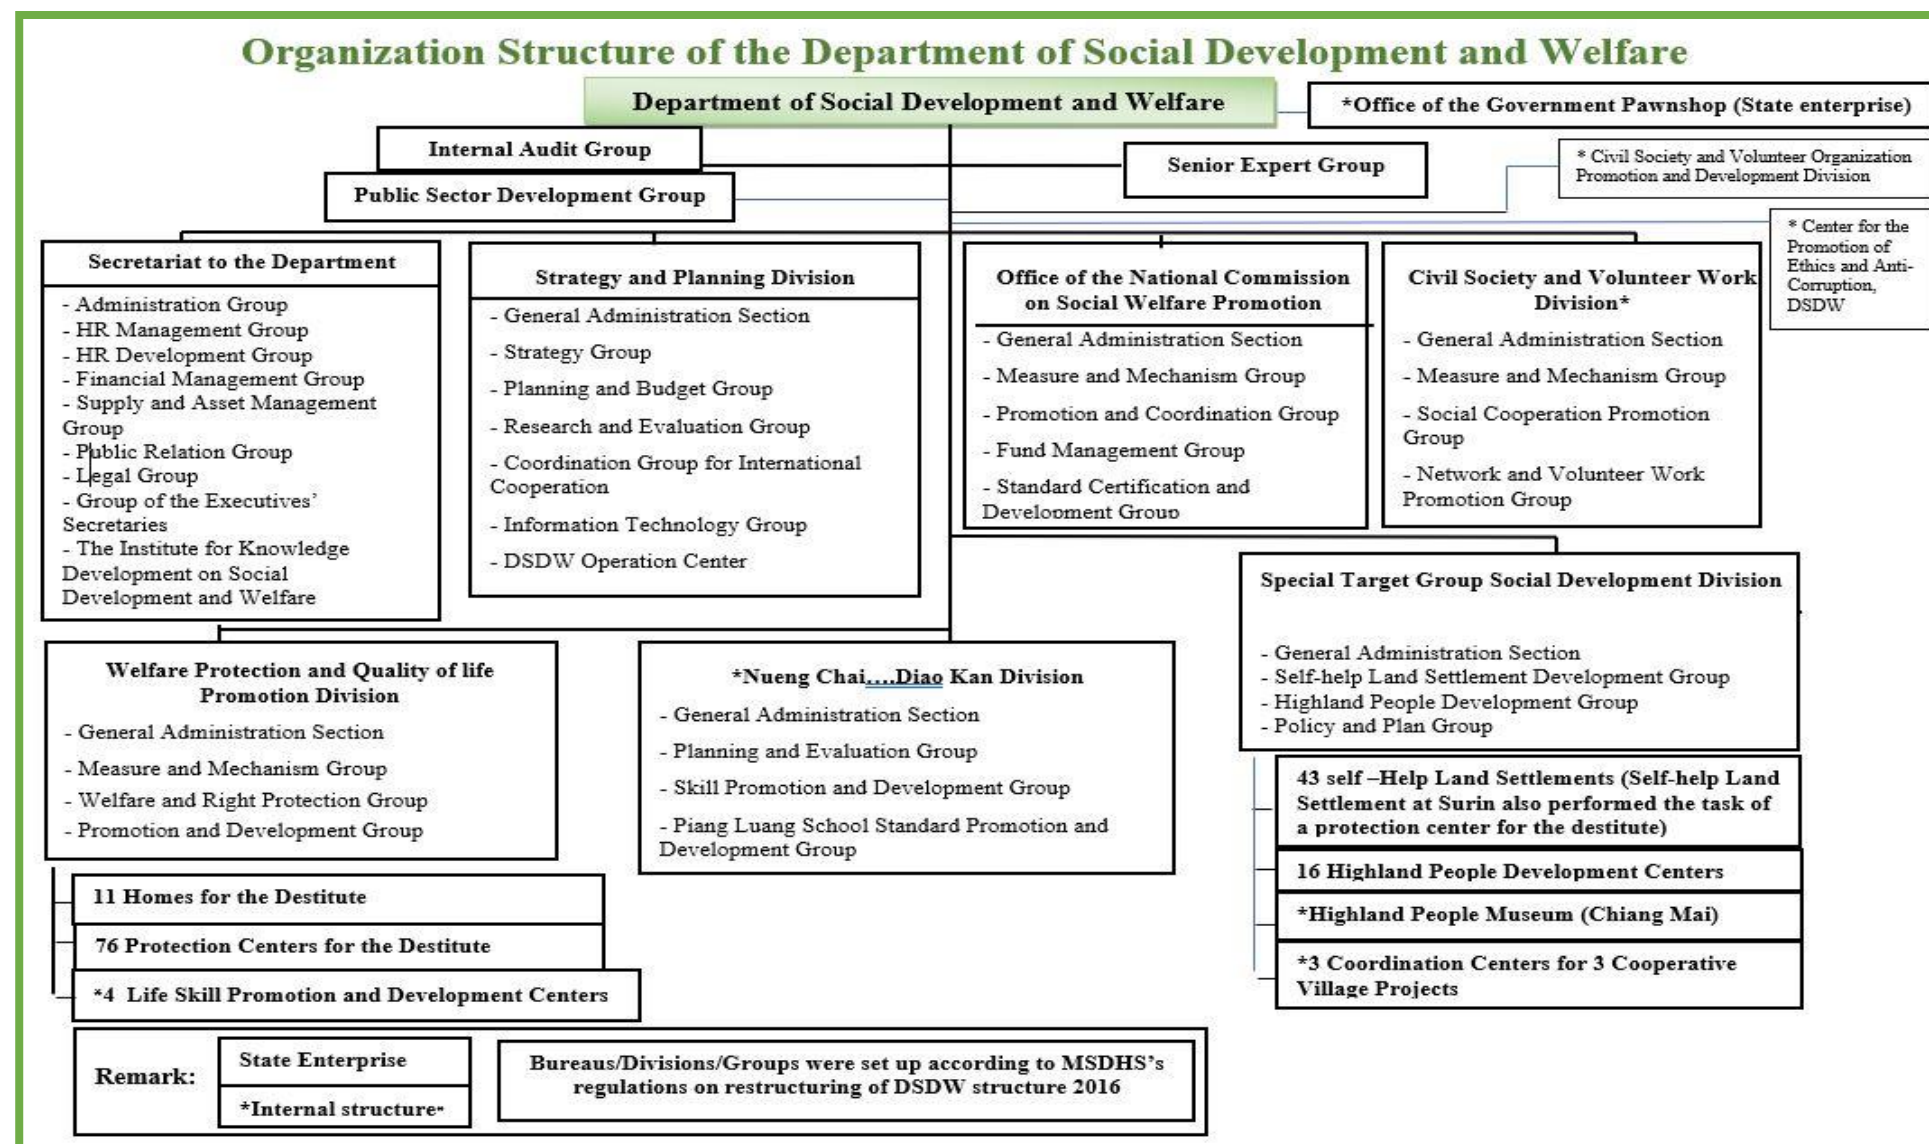 Organization Structure of the Department of Social Development and Welfare
Department of Social Development and Welfare
*Office of the Government Pawnshop (State enterprise)
Internal Audit Group
Senior Expert Group
* Civil Society and Volunteer Organization
Promotion and Development Division
Public Sector Development Group
* Center for the
Promotion of
Ethics and Anti-
Corruption,
DSDW
Secretariat to the Department
- Administration Group
- HR Management Group
- HR Development Group
- Financial Management Group
- Supply and Asset Management
Group
- Public Relation Group
- Legal Group
- Group of the Executives’
Secretaries
- The Institute for Knowledge
Development on Social
Development and Welfare
Strategy and Planning Division
- General Administration Section
- Strategy Group
- Planning and Budget Group
- Research and Evaluation Group
- Coordination Group for International
Cooperation
- Information Technology Group
- DSDW Operation Center
Office of the National Commission
on Social Welfare Promotion
- General Administration Section
- Measure and Mechanism Group
- Promotion and Coordination Group
- Fund Management Group
- Standard Certification and
Development Group
Civil Society and Volunteer Work
Division*
- General Administration Section
- Measure and Mechanism Group
- Social Cooperation Promotion
Group
- Network and Volunteer Work
Promotion Group
Special Target Group Social Development Division
- General Administration Section
- Self-help Land Settlement Development Group
- Highland People Development Group
- Policy and Plan Group
43 self –Help Land Settlements (Self-help Land
Settlement at Surin also performed the task of
a protection center for the destitute)
16 Highland People Development Centers
*Highland People Museum (Chiang Mai)
*3 Coordination Centers for 3 Cooperative
Village Projects
Welfare Protection and Quality of life
Promotion Division
- General Administration Section
- Measure and Mechanism Group
- Welfare and Right Protection Group
- Promotion and Development Group
11 Homes for the Destitute
76 Protection Centers for the Destitute
*4 Life Skill Promotion and Development Centers
*Nueng Chai....Diao Kan Division
- General Administration Section
- Planning and Evaluation Group
- Skill Promotion and Development Group
- Piang Luang School Standard Promotion and
Development Group
Remark:
State Enterprise
*Internal structure*
Bureaus/Divisions/Groups were set up according to MSDHS’s
regulations on restructuring of DSDW structure 2016